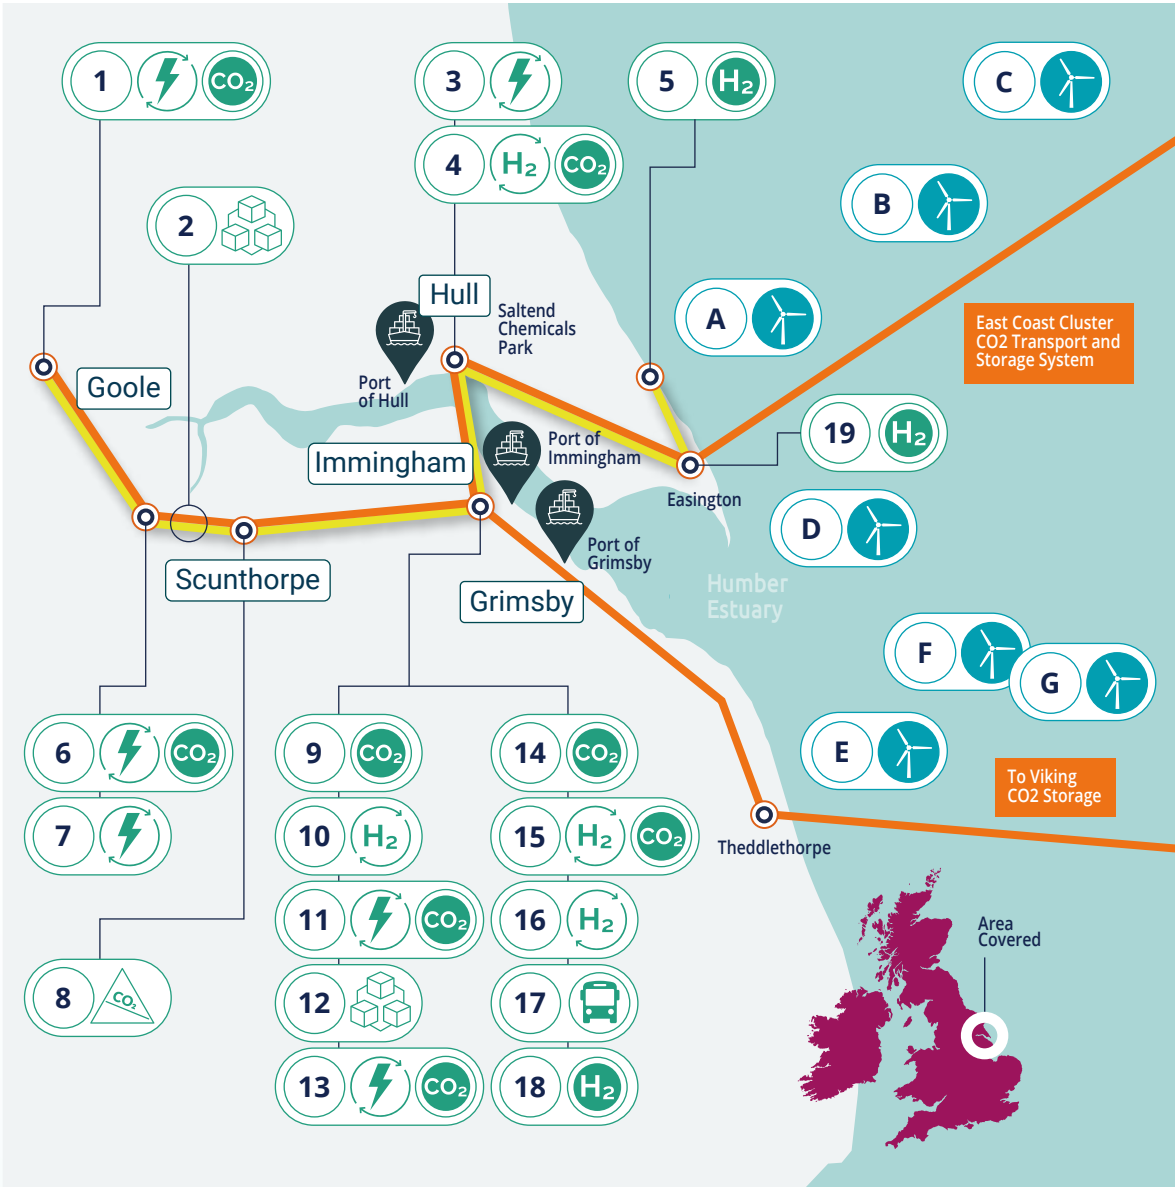 1
CO₂
3
5
H₂
C
4
H₂
CO₂
B
2
A
Hull
Saltend
Chemicals
Park
East Coast Cluster
CO2 Transport and
Storage System
Goole
Port
of Hull
19
H₂
Immingham
Port of
Immingham
Easington
D
Port of
Grimsby
Scunthorpe
Grimsby
Humber
Estuary
F
G
6
CO₂
9
CO₂
14
CO₂
E
To Viking
CO2 Storage
7
10
H₂
15
H₂
CO₂
Theddlethorpe
11
CO₂
16
H₂
Area
Covered
8
CO₂
12
17
13
CO₂
18
H₂